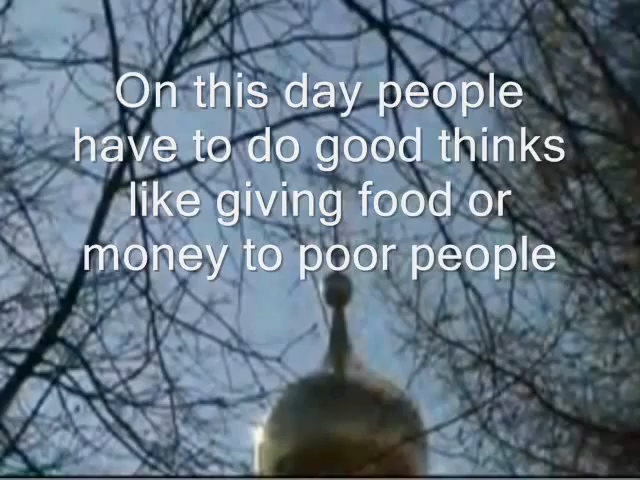 On this day people
have to do good thinks
like giving food or
money to poor people